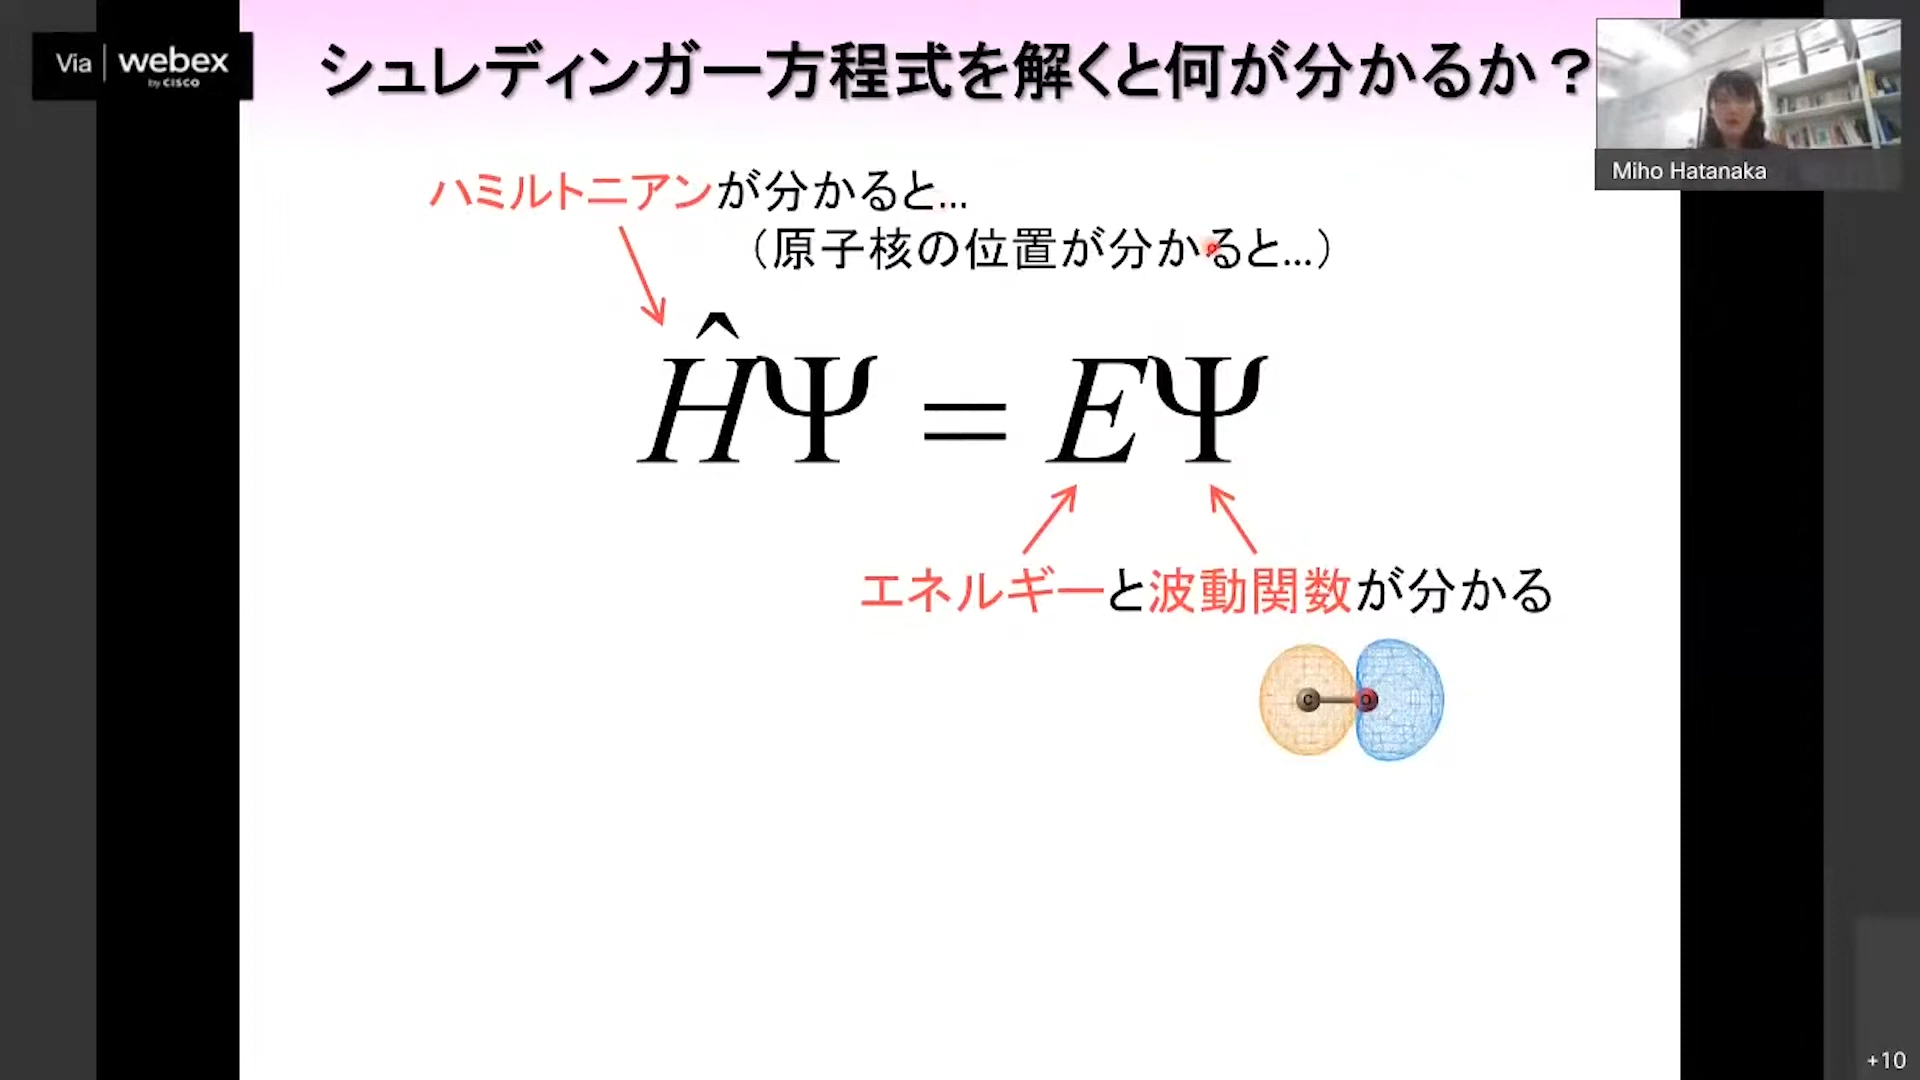 Via webex
by CISCO
シュレディンガー方程式を解くと何が分かるか？
Miho Hatanaka
ハミルトニアンが分かると...
（原子核の位置が分かると...）
ĤΨ = EΨ
エネルギーと波動関数が分かる
C O
+10